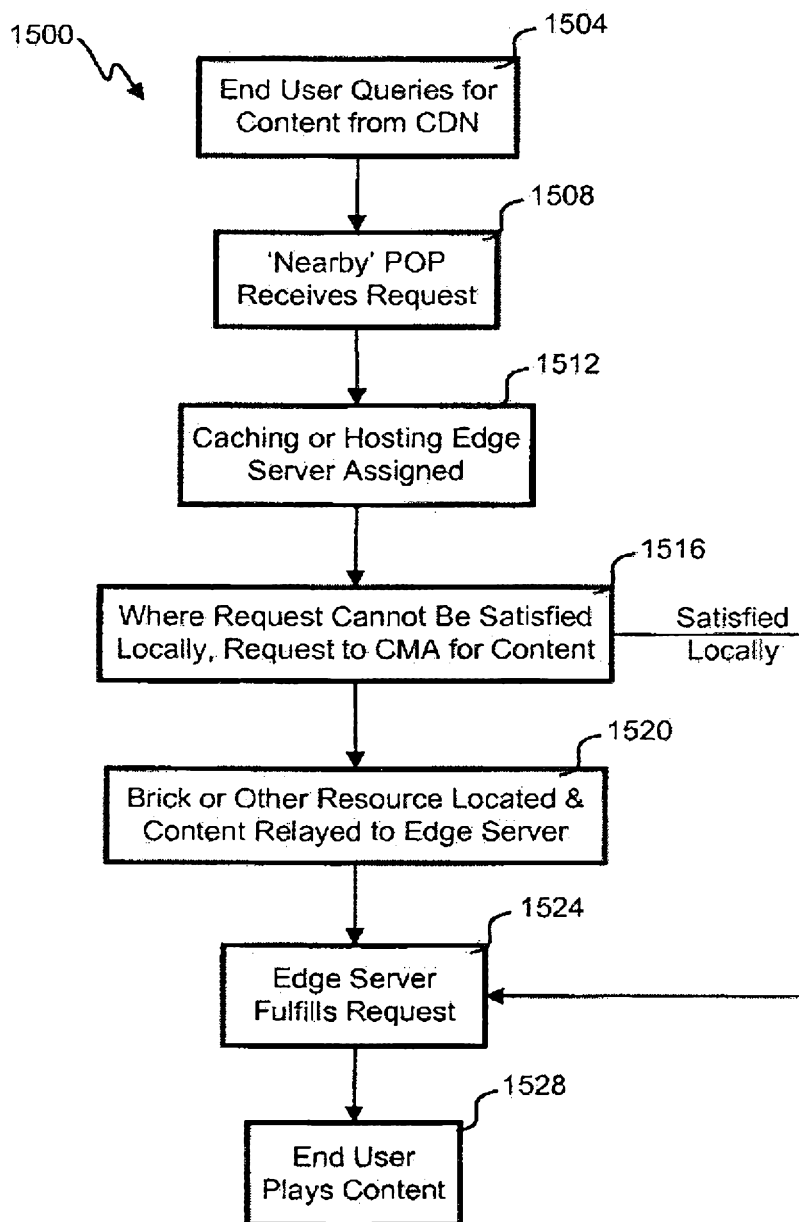 1500
1504
End User Queries for
Content from CDN
1508
'Nearby' POP
Receives Request
1512
Caching or Hosting Edge
Server Assigned
1516
Where Request Cannot Be Satisfied
Locally, Request to CMA for Content
Satisfied
Locally
1520
Brick or Other Resource Located &
Content Relayed to Edge Server
1524
Edge Server
Fulfills Request
1528
End User
Plays Content